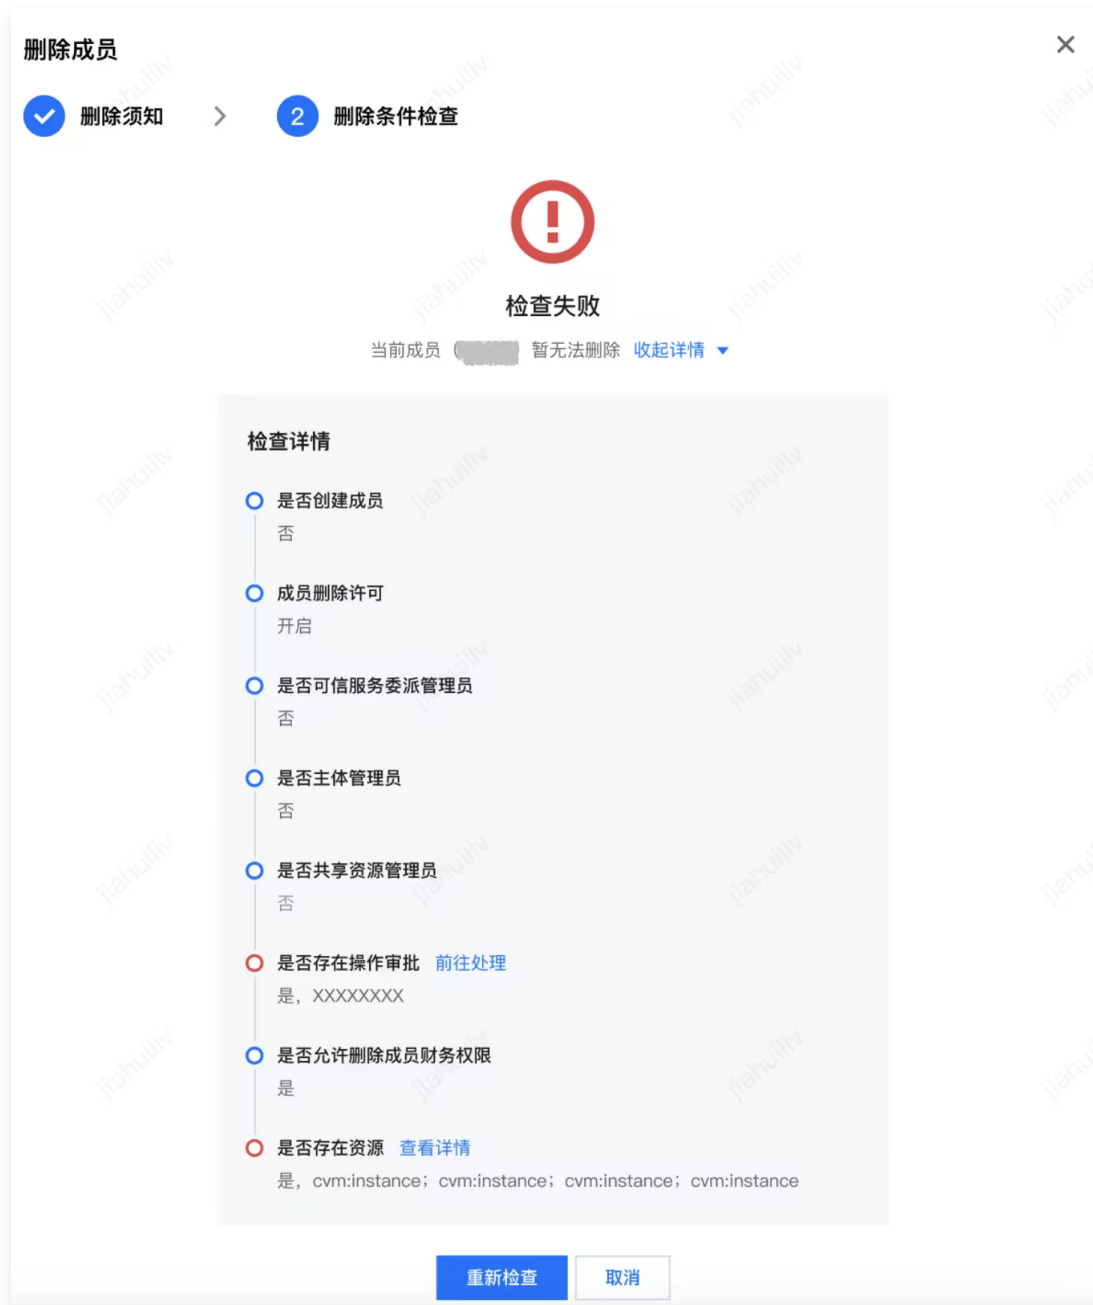 删除成员
删除须知
2 删除条件检查
检查失败
当前成员 ( 暂无法删除 收起详情
检查详情
是否创建成员
否
成员删除许可
开启
是否可信服务委派管理员
否
是否主体管理员
否
是否共享资源管理员
否
是否存在操作审批 前往处理
是，XXXXXXXX
是否允许删除成员财务权限
是
是否存在资源 查看详情
是，cvm:instance；cvm:instance；cvm:instance；cvm:instance
重新检查 取消